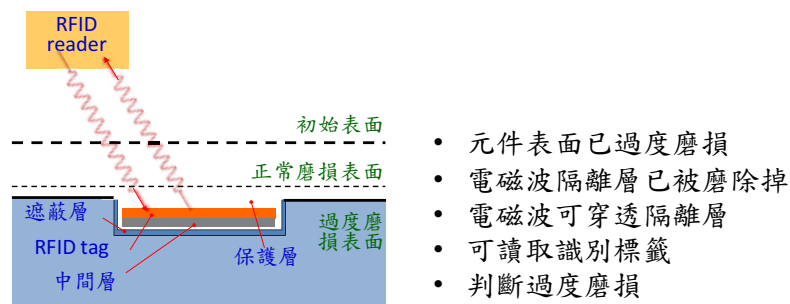 RFID
reader
初始表面
正常磨損表面
遮蔽層
過度磨
損表面
RFID tag
保護層
中間層
• 元件表面已過度磨損
• 電磁波隔離層已被磨除掉
• 電磁波可穿透隔離層
• 可讀取識別標籤
• 判斷過度磨損